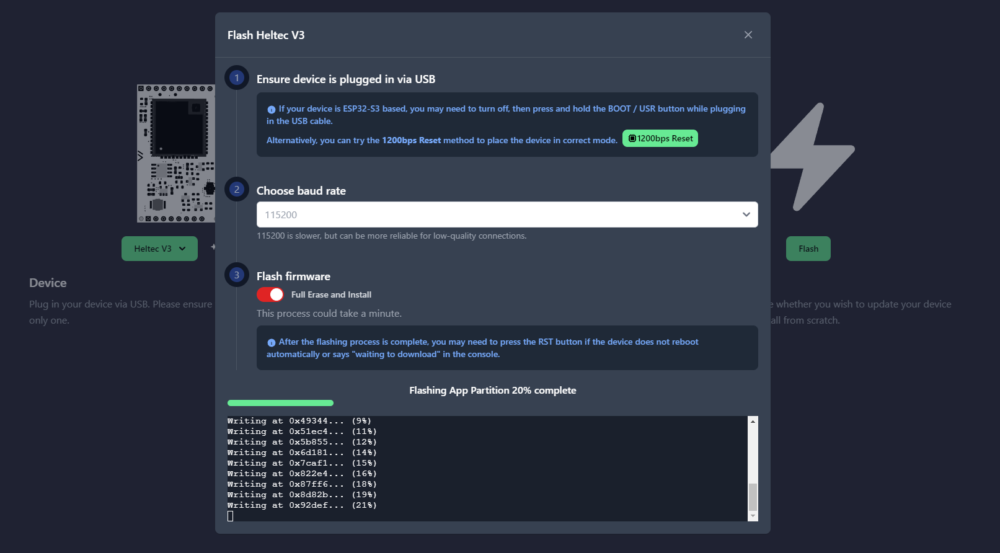 Flash Heltec V3
1
Ensure device is plugged in via USB
If your device is ESP32-S3 based, you may need to turn off, then press and hold the BOOT / USR button while plugging
in the USB cable.
Alternatively, you can try the 1200bps Reset method to place the device in correct mode.
1200bps Reset
2
Choose baud rate
115200
115200 is slower, but can be more reliable for low-quality connections.
3
Flash firmware
Full Erase and Install
This process could take a minute.
After the flashing process is complete, you may need to press the RST button if the device does not reboot
automatically or says "waiting to download" in the console.
Flashing App Partition 20% complete
Writing at 0x49344... (9%)
Writing at 0x51ec4... (11%)
Writing at 0x5b855... (12%)
Writing at 0x6d181... (14%)
Writing at 0x7caf1... (15%)
Writing at 0x822e4... (16%)
Writing at 0x87ff6... (18%)
Writing at 0x8d82b... (19%)
Writing at 0x92def... (21%)
Heltec V3
Device
Plug in your device via USB. Please ensure
only one.
Flash
whether you wish to update your device
all from scratch.